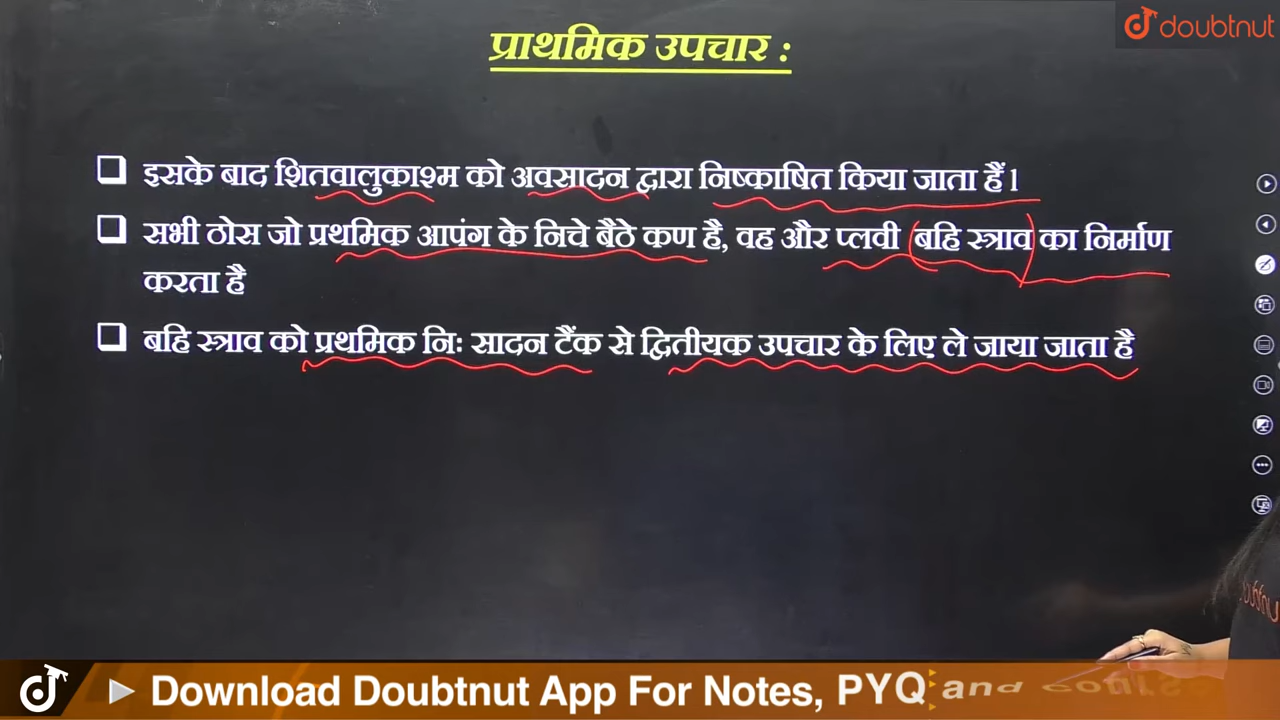 doubtnut
प्राथमिक उपचार :
इसके बाद शितवालुकाश्म को अवसादन द्वारा निष्काषित किया जाता हैं।
सभी ठोस जो प्रथमिक आपंग के निचे बैठे कण है, वह और प्लवी बहि स्त्राव का निर्माण
करता है
बहि स्त्राव को प्रथमिक निः सादन टैंक से द्वितीयक उपचार के लिए ले जाया जाता है
Download Doubtnut App For Notes, PYQ and